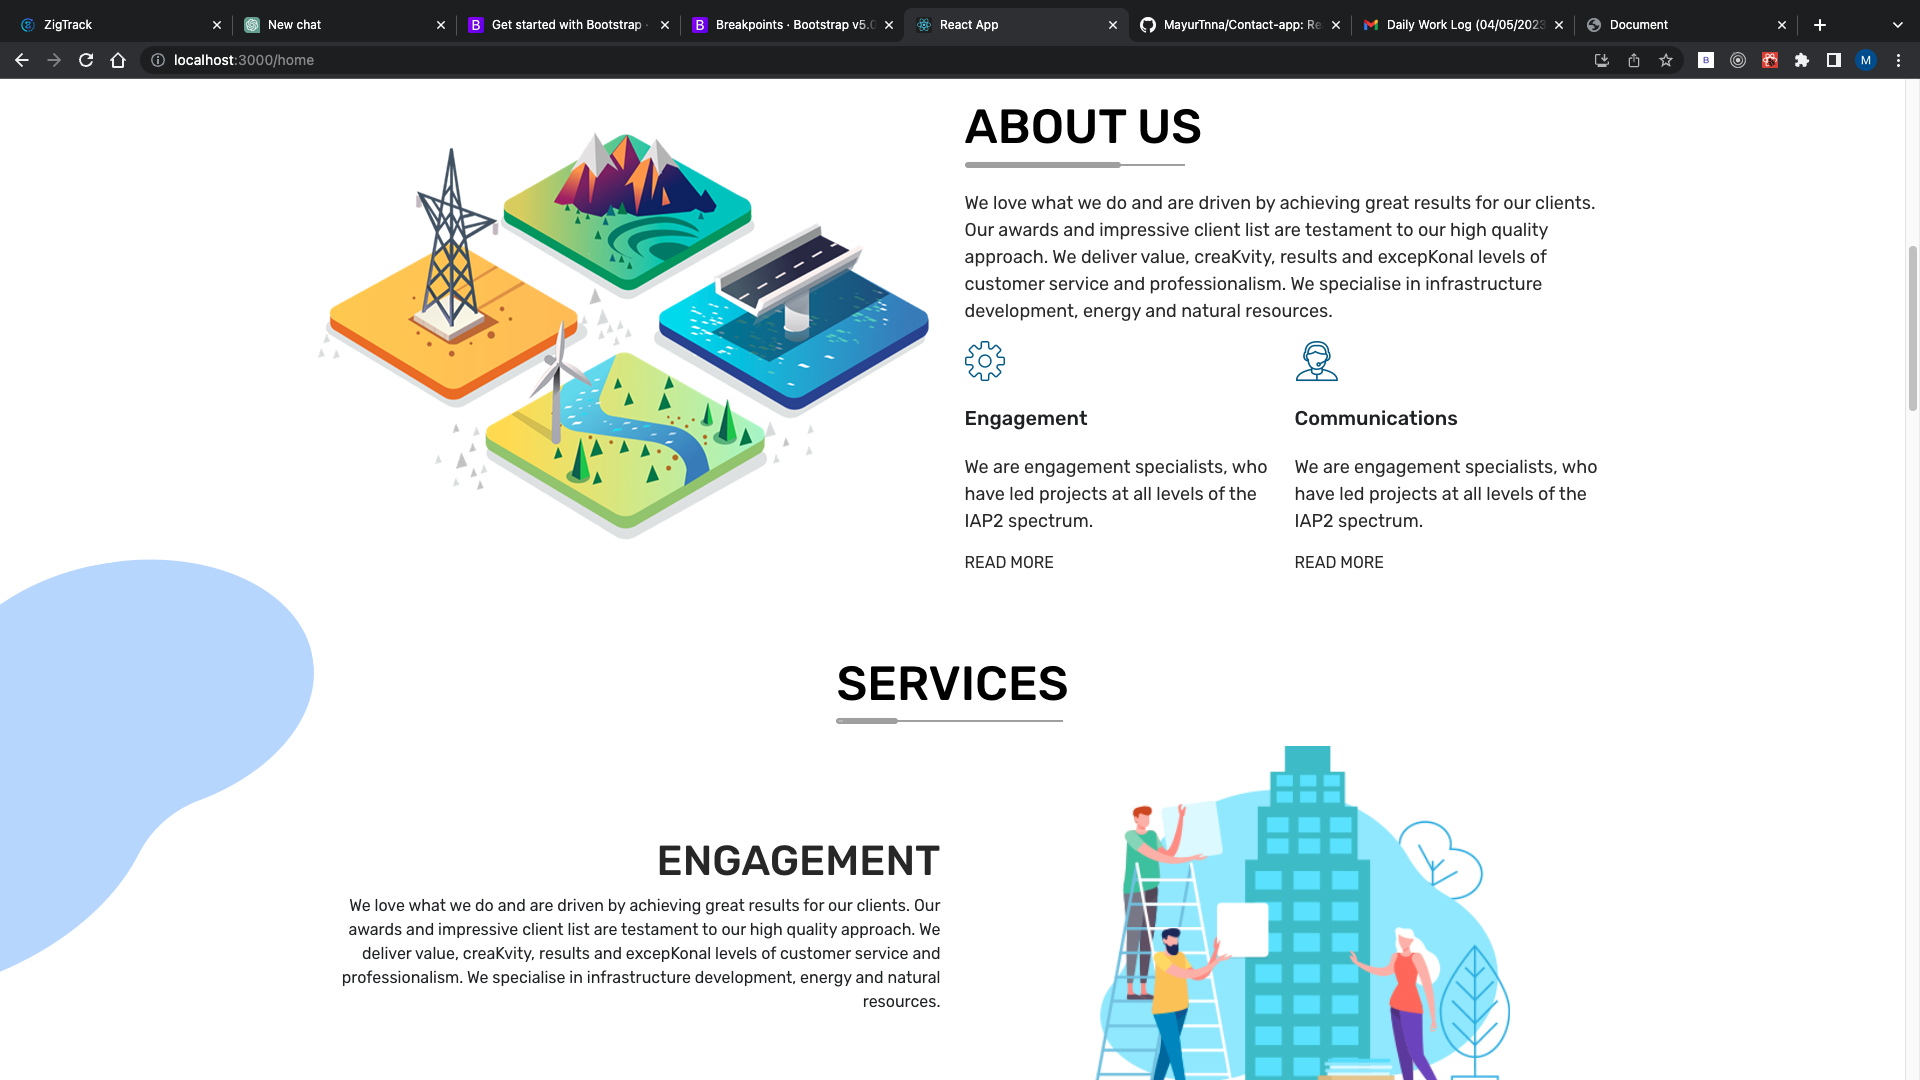 ZigTrack
New chat
Get started with Bootstrap ·
Breakpoints · Bootstrap v5.0
React App
MayurTnna/Contact-app: Re
Daily Work Log (04/05/2023
Document
localhost:3000/home
M
ABOUT US
We love what we do and are driven by achieving great results for our clients.
Our awards and impressive client list are testament to our high quality
approach. We deliver value, creaKvity, results and excepKonal levels of
customer service and professionalism. We specialise in infrastructure
development, energy and natural resources.
Engagement
We are engagement specialists, who
have led projects at all levels of the
IAP2 spectrum.
READ MORE
Communications
We are engagement specialists, who
have led projects at all levels of the
IAP2 spectrum.
READ MORE
SERVICES
ENGAGEMENT
We love what we do and are driven by achieving great results for our clients. Our
awards and impressive client list are testament to our high quality approach. We
deliver value, creaKvity, results and excepKonal levels of customer service and
professionalism. We specialise in infrastructure development, energy and natural
resources.